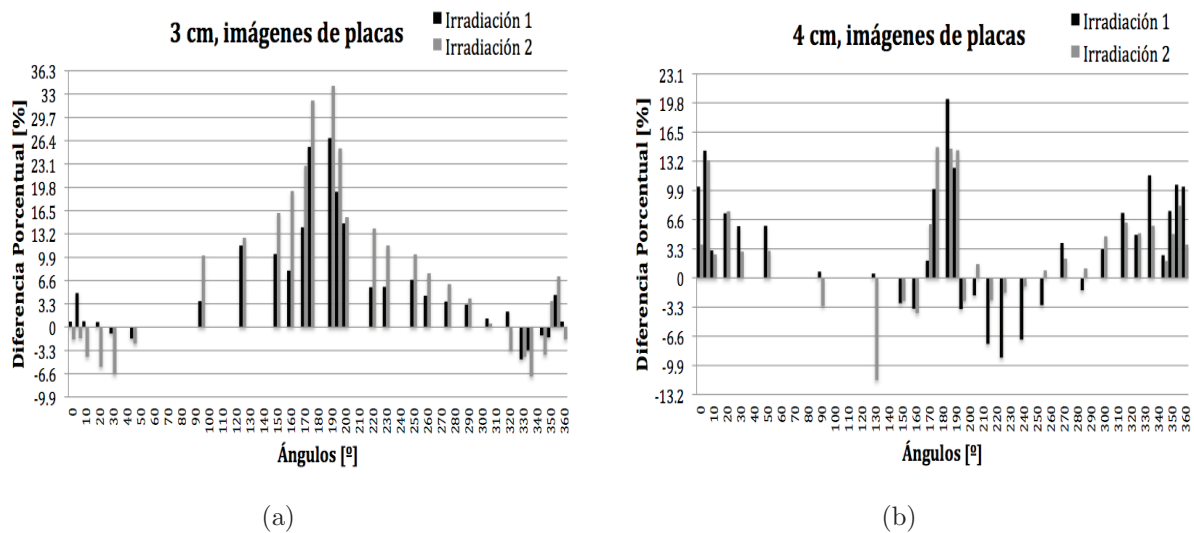 3 cm, imágenes de placas
Irradiación 1
Irradiación 2
Diferencia Porcentual [%]
36.3
33
29.7
26.4
23.1
19.8
16.5
13.2
9.9
6.6
3.3
0
-3.3
-6.6
-9.9
0 10 20 30 40 50 60 70 80 90 100 110 120 130 140 150 160 170 180 190 200 210 220 230 240 250 260 270 280 290 300 310 320 330 340 350 360
Ángulos [º]
(a)
4 cm, imágenes de placas
Irradiación 1
Irradiación 2
Diferencia Porcentual [%]
23.1
19.8
16.5
13.2
9.9
6.6
3.3
0
-3.3
-6.6
-9.9
-13.2
0 10 20 30 40 50 60 70 80 90 100 110 120 130 140 150 160 170 180 190 200 210 220 230 240 250 260 270 280 290 300 310 320 330 340 350 360
Ángulos [º]
(b)